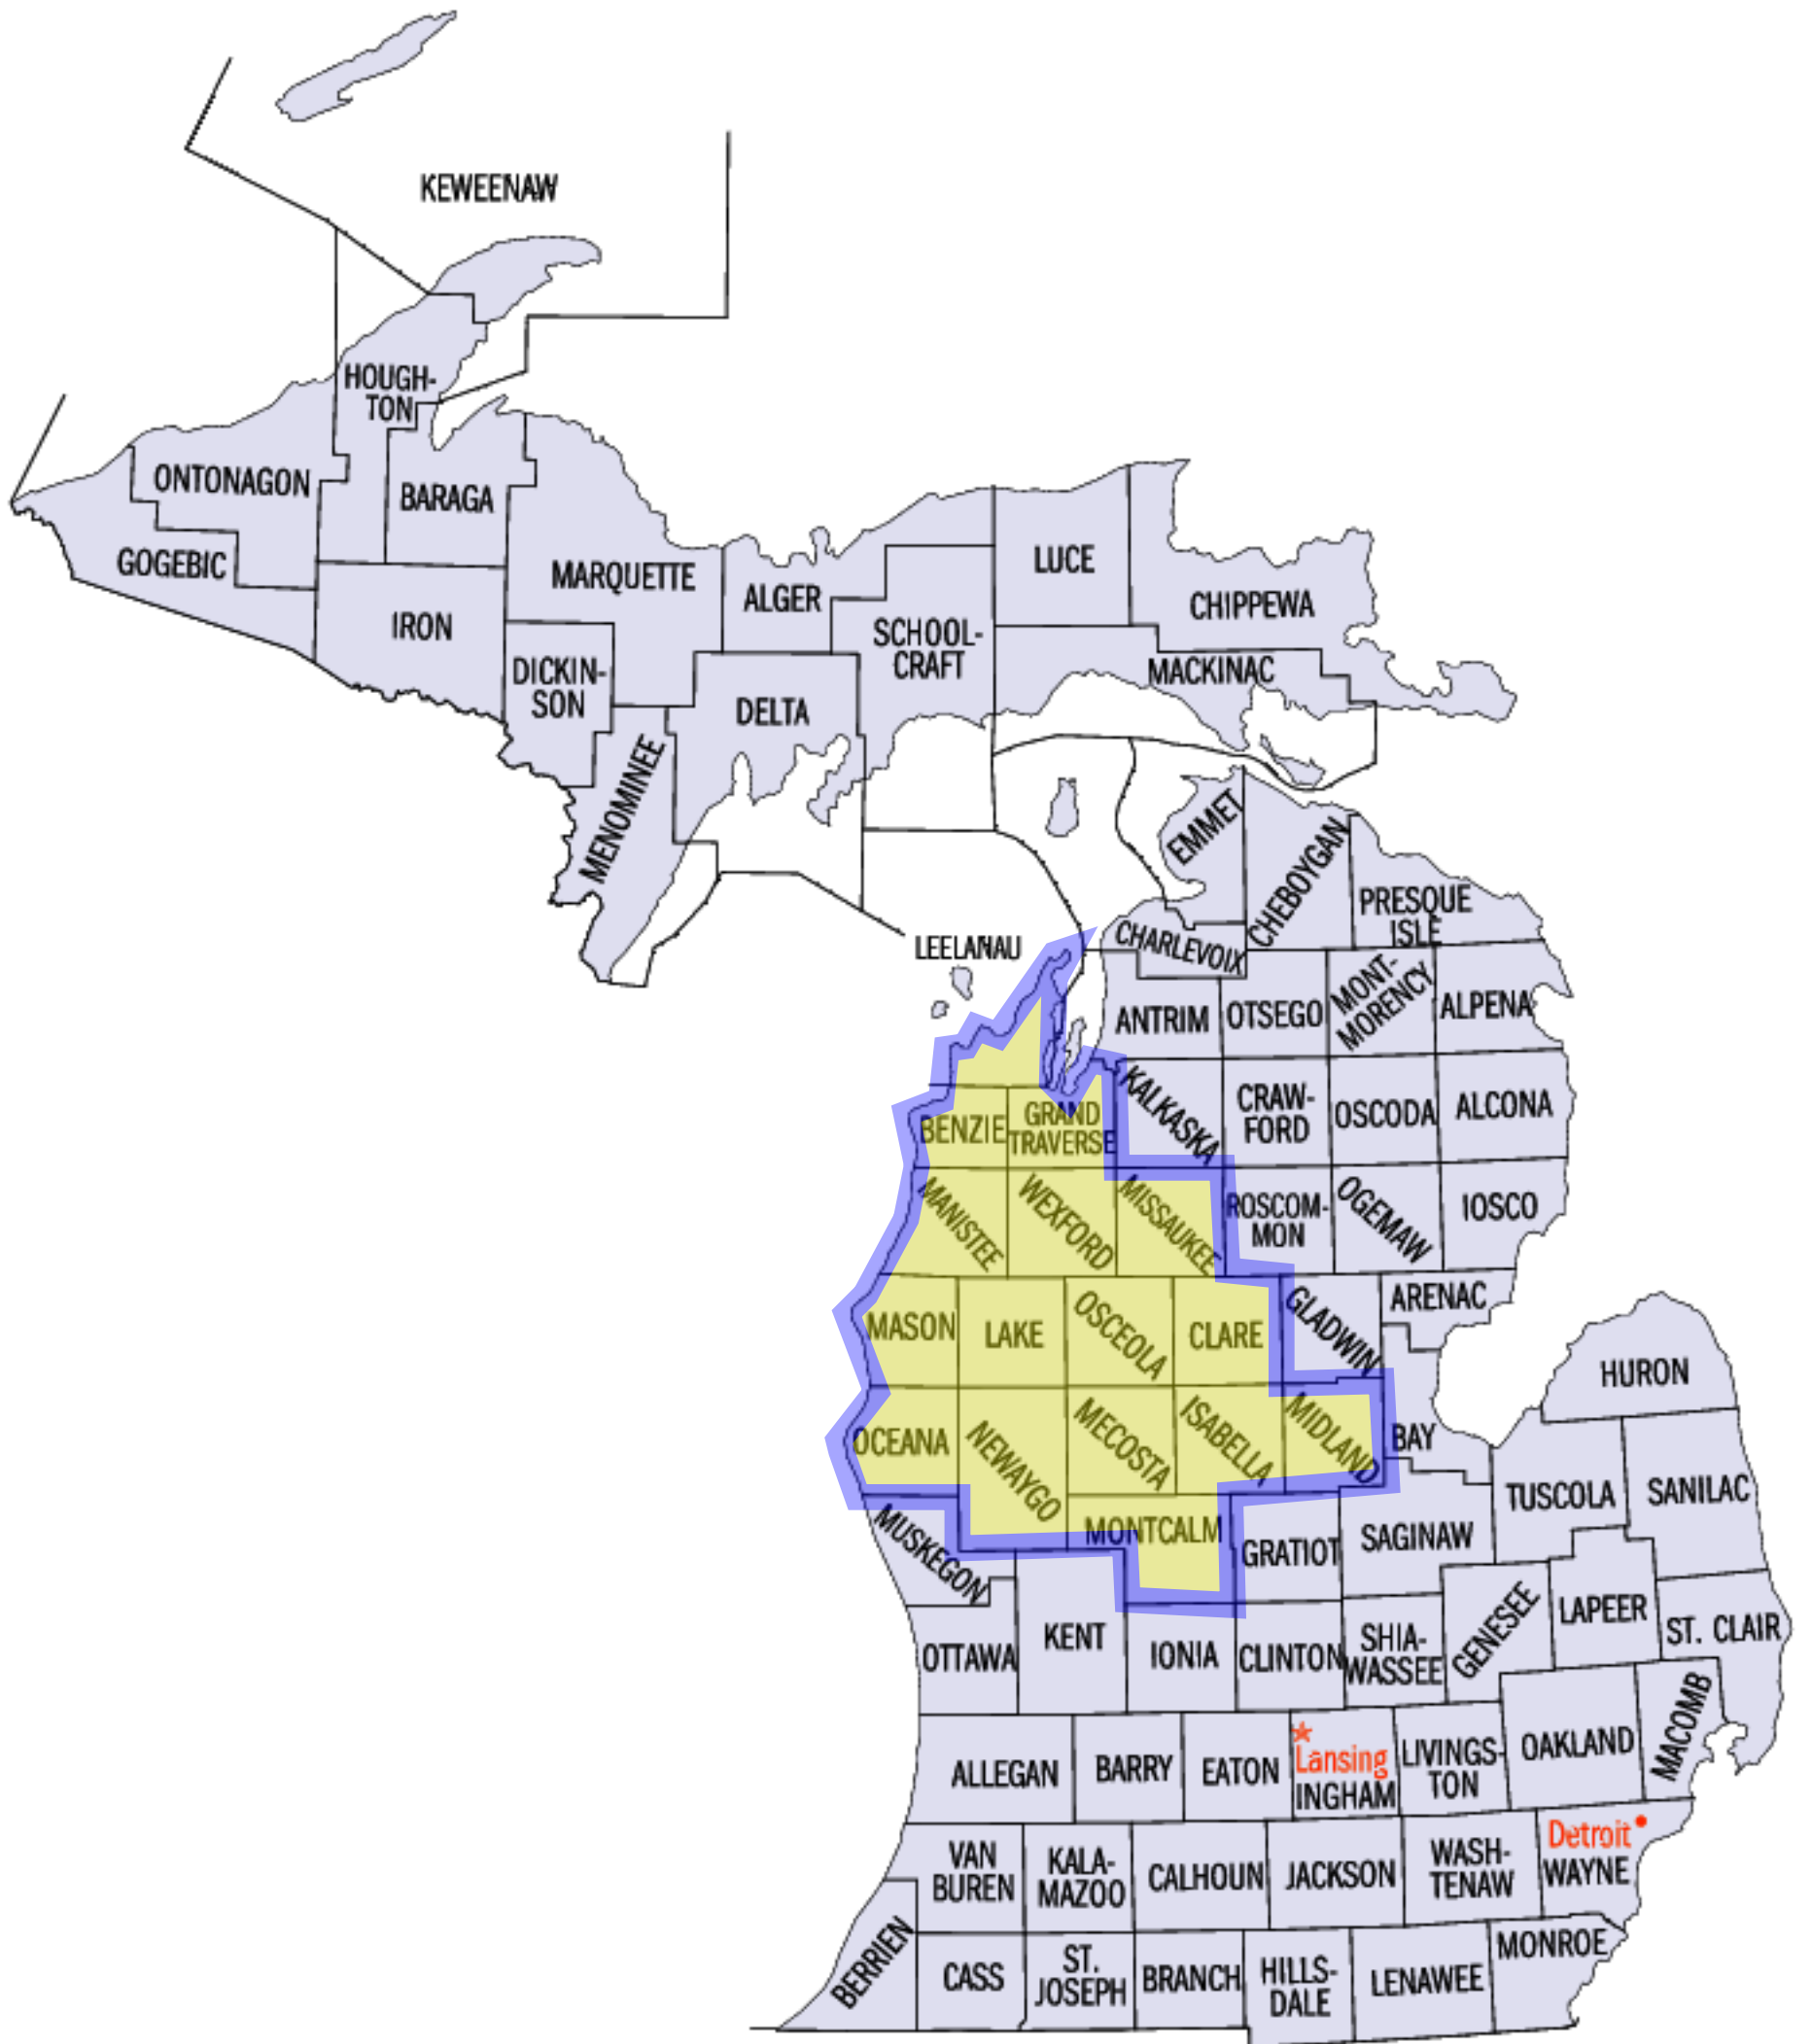 KEWEENAW
HOUGH-
TON
ONTONAGON
BARAGA
GOGEBIC
MARQUETTE
LUCE
ALGER
CHIPPEWA
IRON
SCHOOL-
CRAFT
DICKIN-
SON
MACKINAC
DELTA
MENOMINEE
EMMET
CHEBOYGAN
PRESQUE
ISLE
LEELANAU
CHARLEVOIX
ANTRIM
OTSEGO
MONT-
MORENCY
ALPENA
BENZIE
GRAND
TRAVERSE
KALKASKA
CRAW-
FORD
OSCODA
ALCONA
MANISTEE
WEXFORD
MISSAUKEE
ROSCOM-
MON
OGEMAW
IOSCO
MASON
LAKE
OSCEOLA
CLARE
GLADWIN
ARENAC
HURON
OCEANA
NEWAYGO
MECOSTA
ISABELLA
MIDLAND
BAY
TUSCOLA
SANILAC
MUSKEGON
MONTCALM
GRATIOT
SAGINAW
OTTAWA
KENT
IONIA
CLINTON
SHIA-
WASSEE
GENESEE
LAPEER
ST. CLAIR
ALLEGAN
BARRY
EATON
Lansing
INGHAM
LIVINGS-
TON
OAKLAND
MACOMB
VAN
BUREN
KALA-
MAZOO
CALHOUN
JACKSON
WASH-
TENAW
Detroit
WAYNE
BERRIEN
CASS
ST.
JOSEPH
BRANCH
HILLS-
DALE
LENAWEE
MONROE